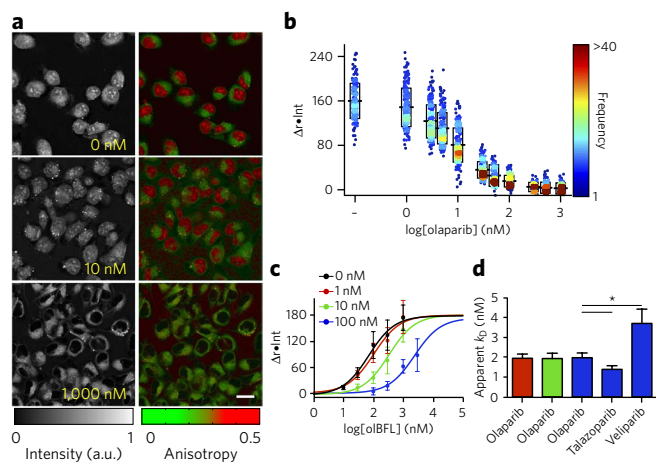 a
0 nM
10 nM
1,000 nM
0 1
Intensity (a.u.)
0 0.5
Anisotropy
b
240
160
80
0
Δr•Int
- 0 1 2 3
log[olaparib] (nM)
>40
Frequency
1
c
0 nM
1 nM
10 nM
100 nM
180
120
60
0
Δr•Int
0 1 2 3 4 5
log[olBFL] (nM)
d
*
5
4
3
2
1
0
Apparent kD (nM)
Olaparib
Olaparib
Olaparib
Talazoparib
Veliparib